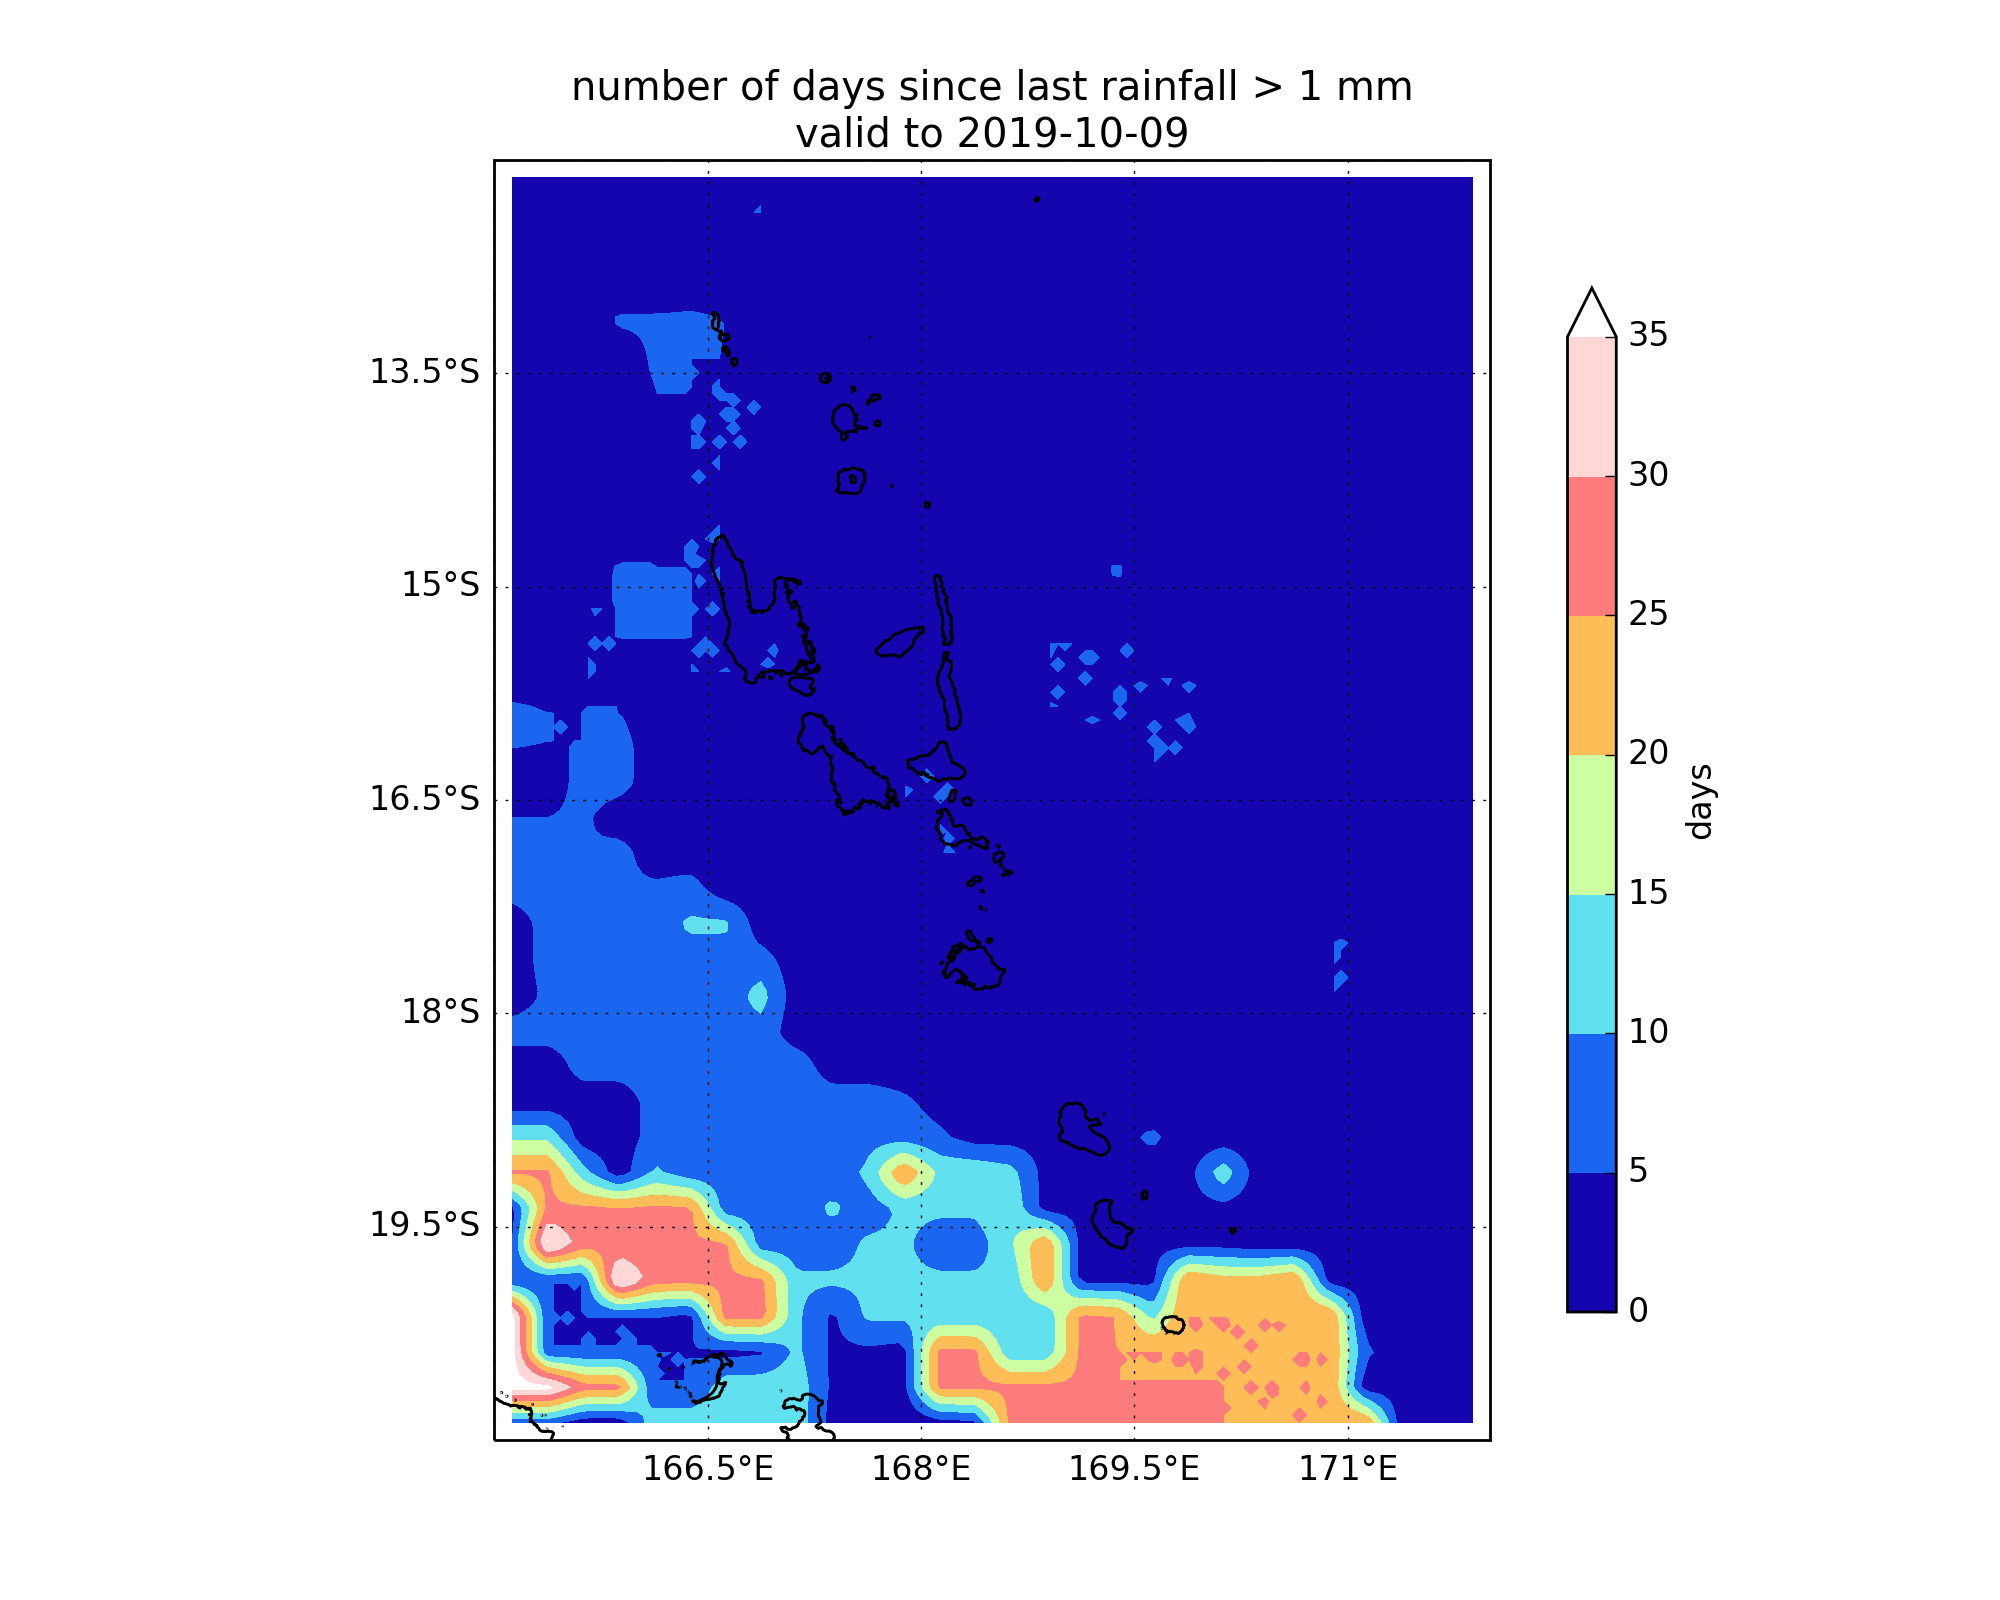 number of days since last rainfall > 1 mm
valid to 2019-10-09
13.5°S
15°S
16.5°S
18°S
19.5°S
166.5°E
168°E
169.5°E
171°E
35
30
25
20
15
10
5
0
days